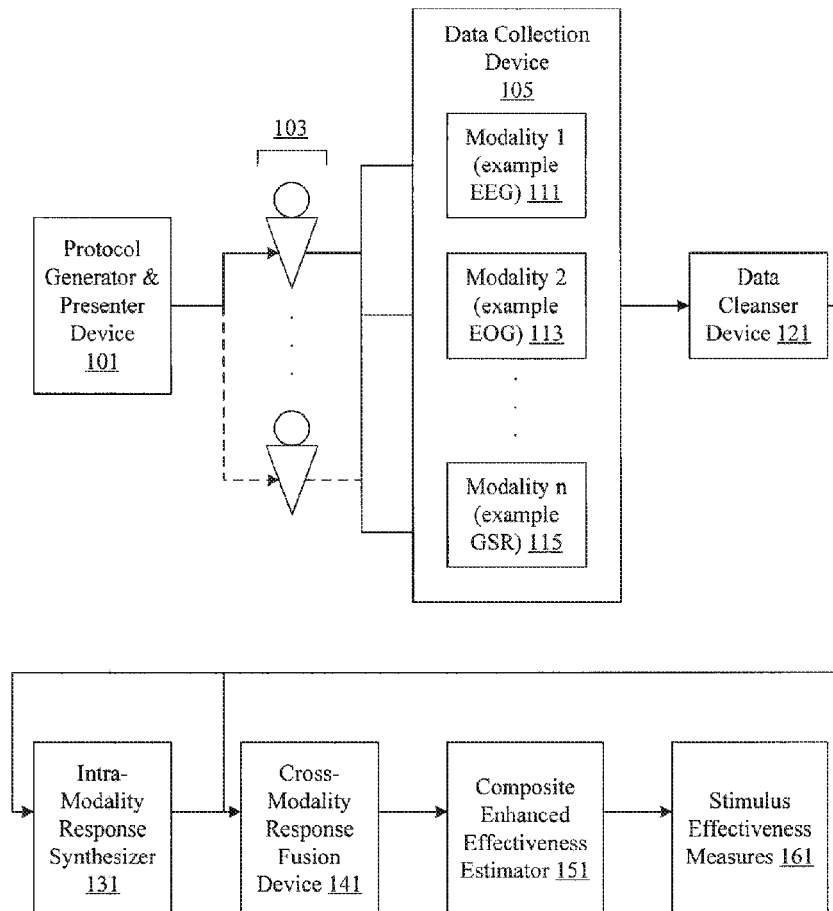 Data Collection
Device
105
103
Modality 1
(example
EEG) 111
Protocol
Generator &
Presenter
Device
101
Modality 2
(example
EOG) 113
Data
Cleanser
Device 121
Modality n
(example
GSR) 115
Intra-
Modality
Response
Synthesizer
131
Cross-
Modality
Response
Fusion
Device 141
Composite
Enhanced
Effectiveness
Estimator 151
Stimulus
Effectiveness
Measures 161